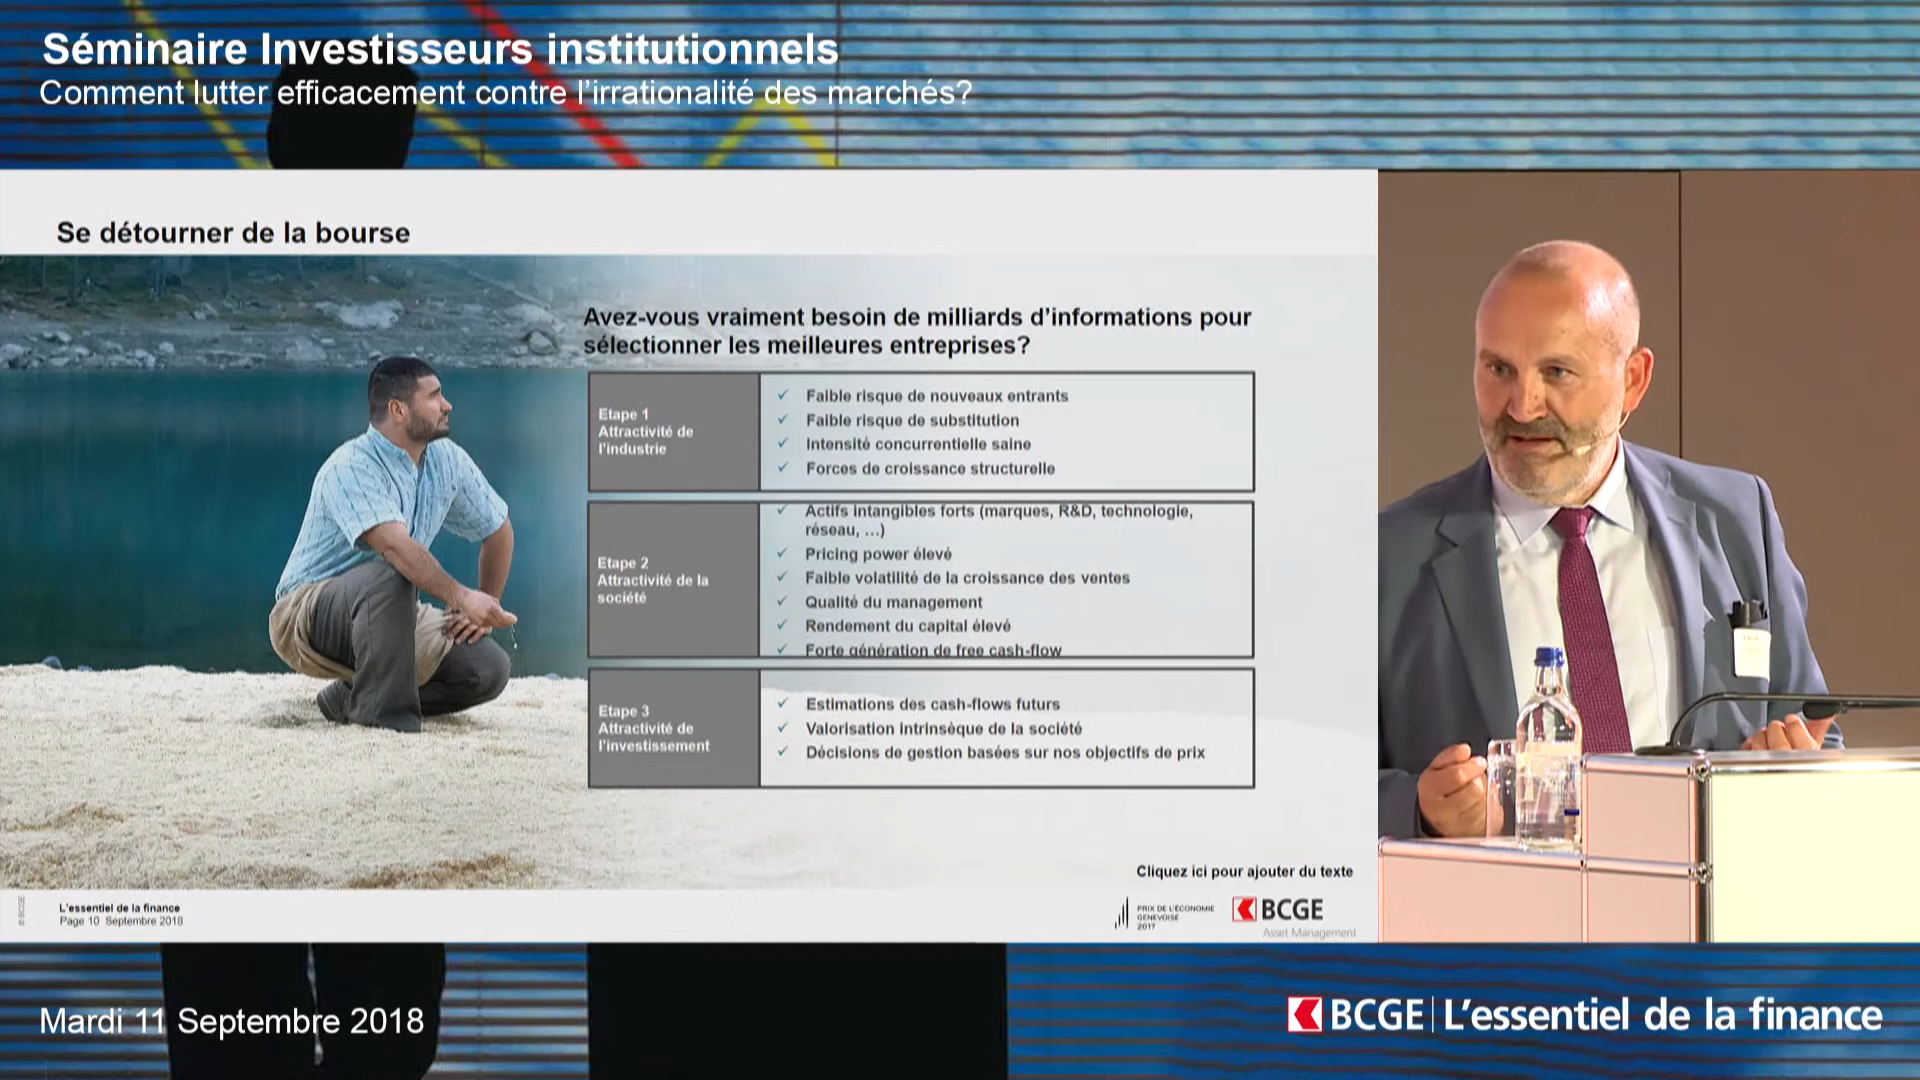 Séminaire Investisseurs institutionnels
Comment lutter efficacement contre l'irrationalité des marchés?
Se détourner de la bourse
Avez-vous vraiment besoin de milliards d'informations pour
sélectionner les meilleures entreprises?
Etape 1
Attractivité de
l'industrie
Faible risque de nouveaux entrants
Faible risque de substitution
Intensité concurrentielle saine
Forces de croissance structurelle
Etape 2
Attractivité de la
société
Actifs intangibles forts (marques, R&D, technologie,
réseau, …)
Pricing power élevé
Faible volatilité de la croissance des ventes
Qualité du management
Rendement du capital élevé
Forte génération de free cash-flow
Etape 3
Attractivité de
l'investissement
Estimations des cash-flows futurs
Valorisation intrinsèque de la société
Décisions de gestion basées sur nos objectifs de prix
Cliquez ici pour ajouter du texte
© BCGE
L'essentiel de la finance
Page 10 Septembre 2018
PRIX DE L'ÉCONOMIE
GENEVOISE
2017
BCGE
Asset Management
Mardi 11 Septembre 2018
BCGE L'essentiel de la finance